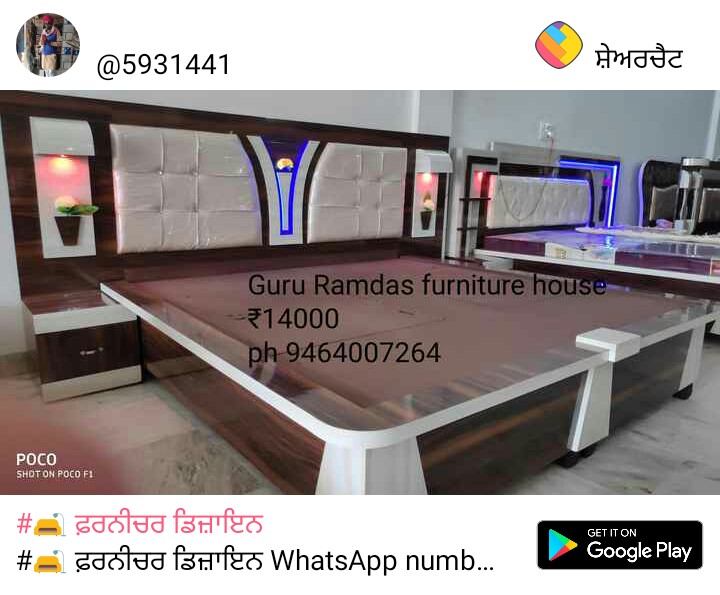 @5931441
ਸ਼ੇਅਰਚੈਟ
Guru Ramdas furniture house
₹14000
ph 9464007264
POCO
SHOT ON POCO F1
#🛋️ ਫ਼ਰਨੀਚਰ ਡਿਜ਼ਾਇਨ
#🛋️ ਫ਼ਰਨੀਚਰ ਡਿਜ਼ਾਇਨ WhatsApp numb...
GET IT ON
Google Play